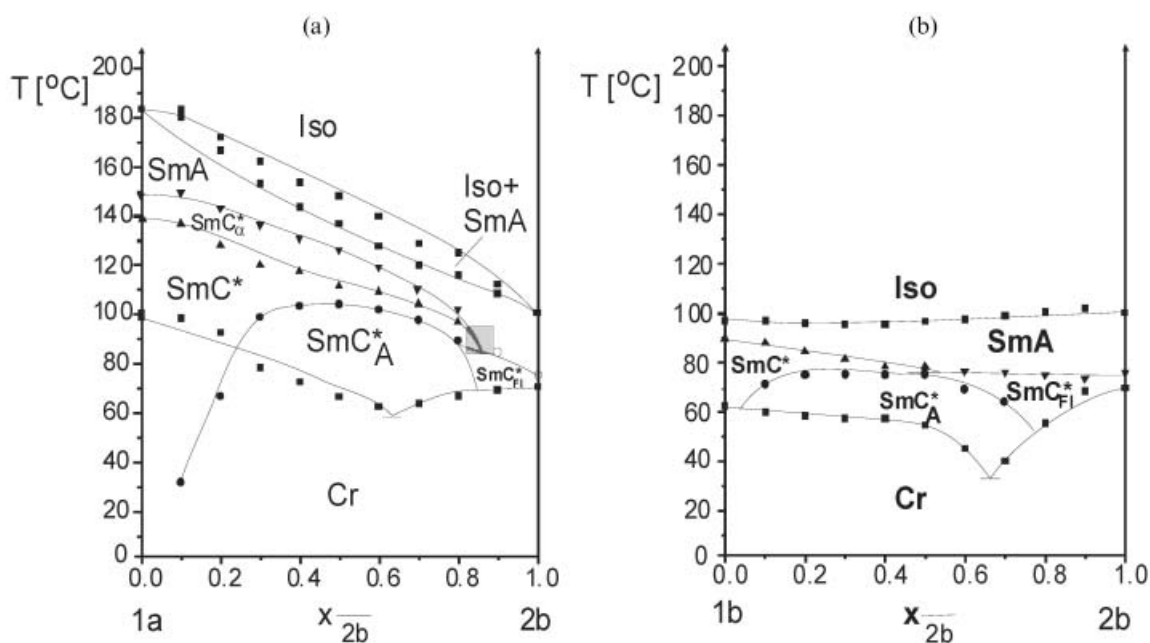 (a)
T [°C]
200
180
160
140
120
100
80
60
40
20
0
Iso
SmA
Iso+
SmA
SmC*α
SmC*
SmC*A
SmC*FI
Cr
0.0 0.2 0.4 0.6 0.8 1.0
1a x 2b 2b
(b)
T [°C]
200
180
160
140
120
100
80
60
40
20
0
Iso
SmA
SmC*
SmC*A
SmC*FI
Cr
0.0 0.2 0.4 0.6 0.8 1.0
1b x 2b 2b